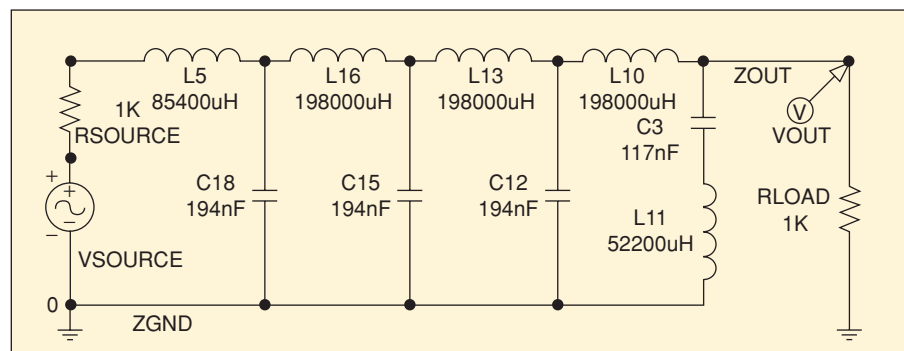 L5
85400uH
L16
198000uH
L13
198000uH
L10
198000uH
ZOUT
1K
RSOURCE
C3
117nF
V
VOUT
+
+
−
−
VSOURCE
C18
194nF
C15
194nF
C12
194nF
L11
52200uH
RLOAD
1K
0
ZGND